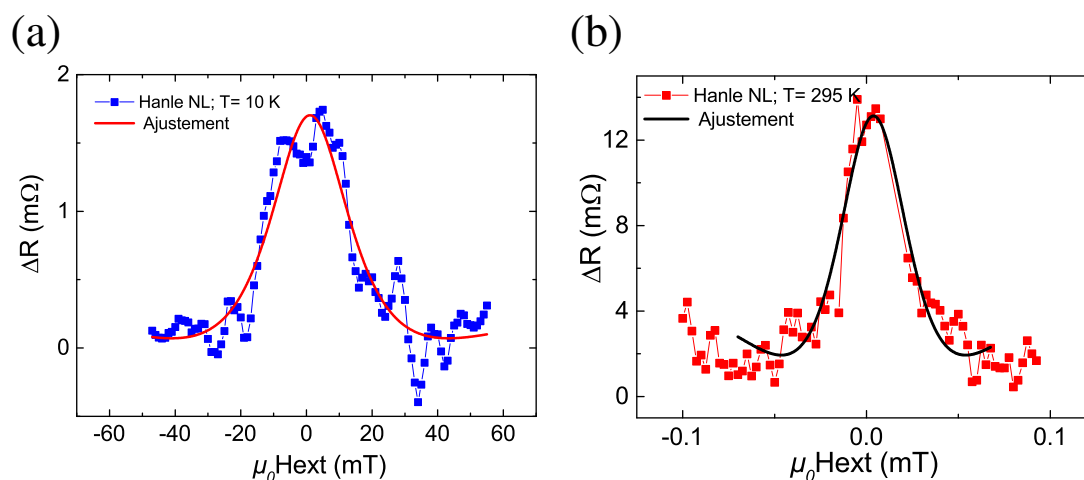 (a)
(b)
2
1
0
ΔR (mΩ)
Hanle NL; T= 10 K
Ajustement
-60 -40 -20 0 20 40 60
μ₀Hext (mT)
12
8
4
0
ΔR (mΩ)
Hanle NL; T= 295 K
Ajustement
-0.1 0.0 0.1
μ₀Hext (mT)